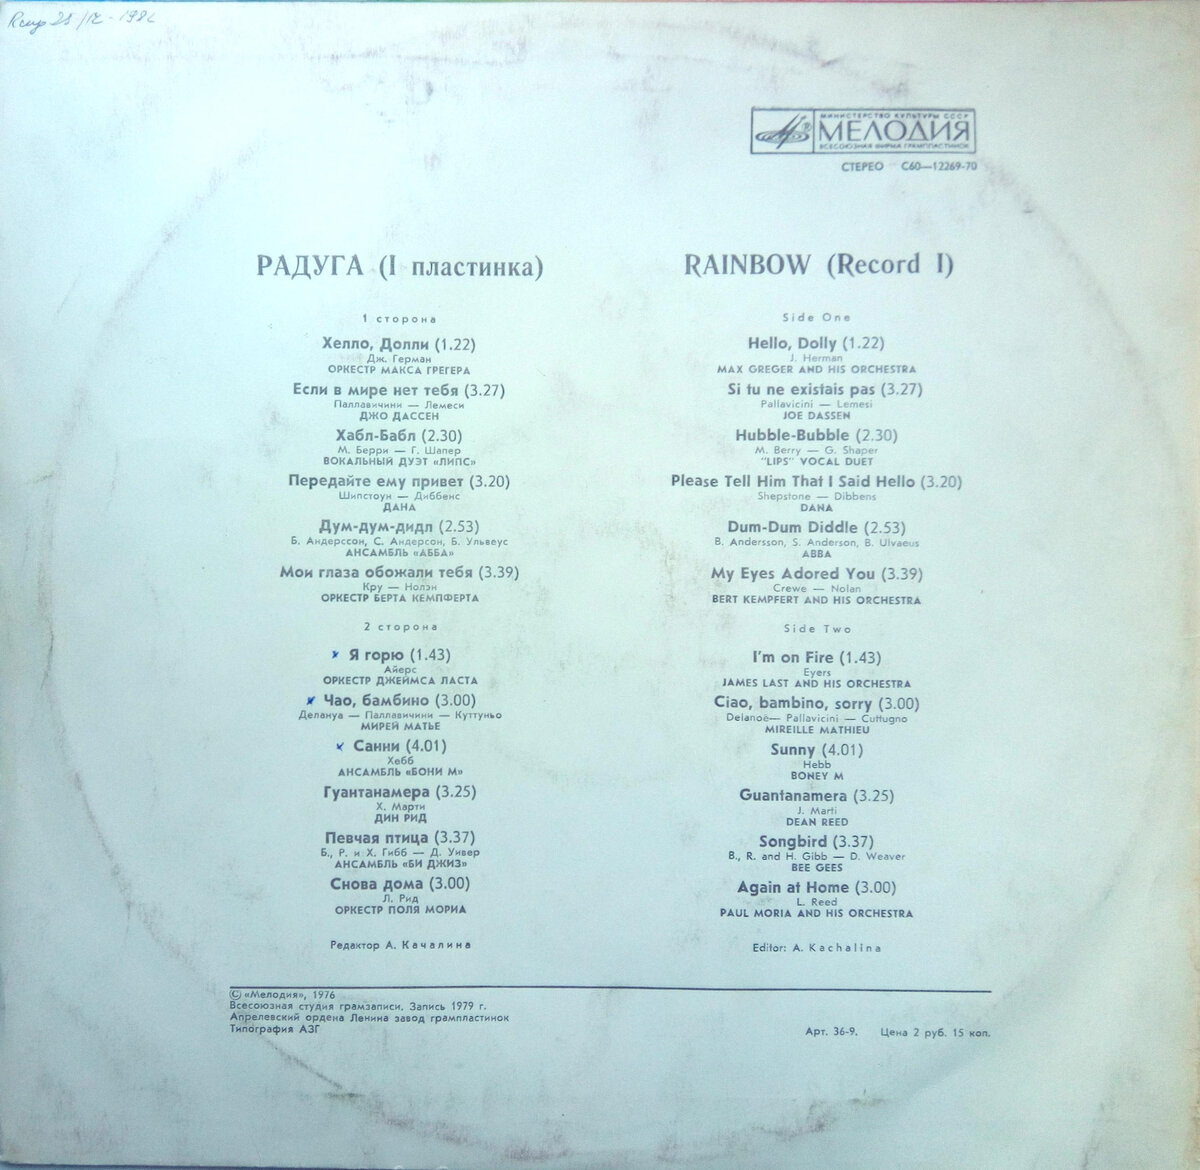 25/12-198
МИНИСТЕРСТВО КУЛЬТУРЫ СССР
МЕЛОДИЯ
ВСЕСОЮЗНАЯ ФИРМА ГРАМПЛАСТИНОК
СТЕРЕО С60—12269-70
РАДУГА (I пластинка)
1 сторона
Хелло, Долли (1.22)
Дж. Герман
ОРКЕСТР МАКСА ГРЕГЕРА
Если в мире нет тебя (3.27)
Паллавичини — Лемеси
ДЖО ДАССЕН
Хабл-Бабл (2.30)
М. Берри — Г. Шапер
ВОКАЛЬНЫЙ ДУЭТ «ЛИПС»
Передайте ему привет (3.20)
Шипстоун — Диббенс
ДАНА
Дум-дум-дидл (2.53)
Б. Андерссон, С. Андерсон, Б. Ульвеус
АНСАМБЛЬ «АББА»
Мои глаза обожали тебя (3.39)
Кру — Нолэн
ОРКЕСТР БЕРТА КЕМПФЕРТА
2 сторона
Я горю (1.43)
Айерс
ОРКЕСТР ДЖЕЙМСА ЛАСТА
Чао, бамбино (3.00)
Делануа — Паллавичини — Куттуньо
МИРЕЙ МАТЬЕ
Санни (4.01)
Хебб
АНСАМБЛЬ «БОНИ М»
Гуантанамера (3.25)
Х. Марти
ДИН РИД
Певчая птица (3.37)
Б., Р. и Х. Гибб — Д. Уивер
АНСАМБЛЬ «БИ ДЖИЗ»
Снова дома (3.00)
Л. Рид
ОРКЕСТР ПОЛЯ МОРИА
Редактор А. Качалина
RAINBOW (Record I)
Side One
Hello, Dolly (1.22)
J. Herman
MAX GREGER AND HIS ORCHESTRA
Si tu ne existais pas (3.27)
Pallavicini — Lemesi
JOE DASSEN
Hubble-Bubble (2.30)
M. Berry — G. Shaper
"LIPS" VOCAL DUET
Please Tell Him That I Said Hello (3.20)
Shepstone — Dibbens
DANA
Dum-Dum Diddle (2.53)
B. Andersson, S. Anderson, B. Ulvaeus
ABBA
My Eyes Adored You (3.39)
Crewe — Nolan
BERT KEMPFERT AND HIS ORCHESTRA
Side Two
I'm on Fire (1.43)
Eyers
JAMES LAST AND HIS ORCHESTRA
Ciao, bambino, sorry (3.00)
Delanoë— Pallavicini — Cuttugno
MIREILLE MATHIEU
Sunny (4.01)
Hebb
BONEY M
Guantanamera (3.25)
J. Marti
DEAN REED
Songbird (3.37)
B., R. and H. Gibb — D. Weaver
BEE GEES
Again at Home (3.00)
L. Reed
PAUL MORIA AND HIS ORCHESTRA
Editor: A. Kachalina
© «Мелодия», 1976
Всесоюзная студия грамзаписи. Запись 1979 г.
Апрелевский ордена Ленина завод грампластинок
Типография АЗГ
Арт. 36-9. Цена 2 руб. 15 коп.